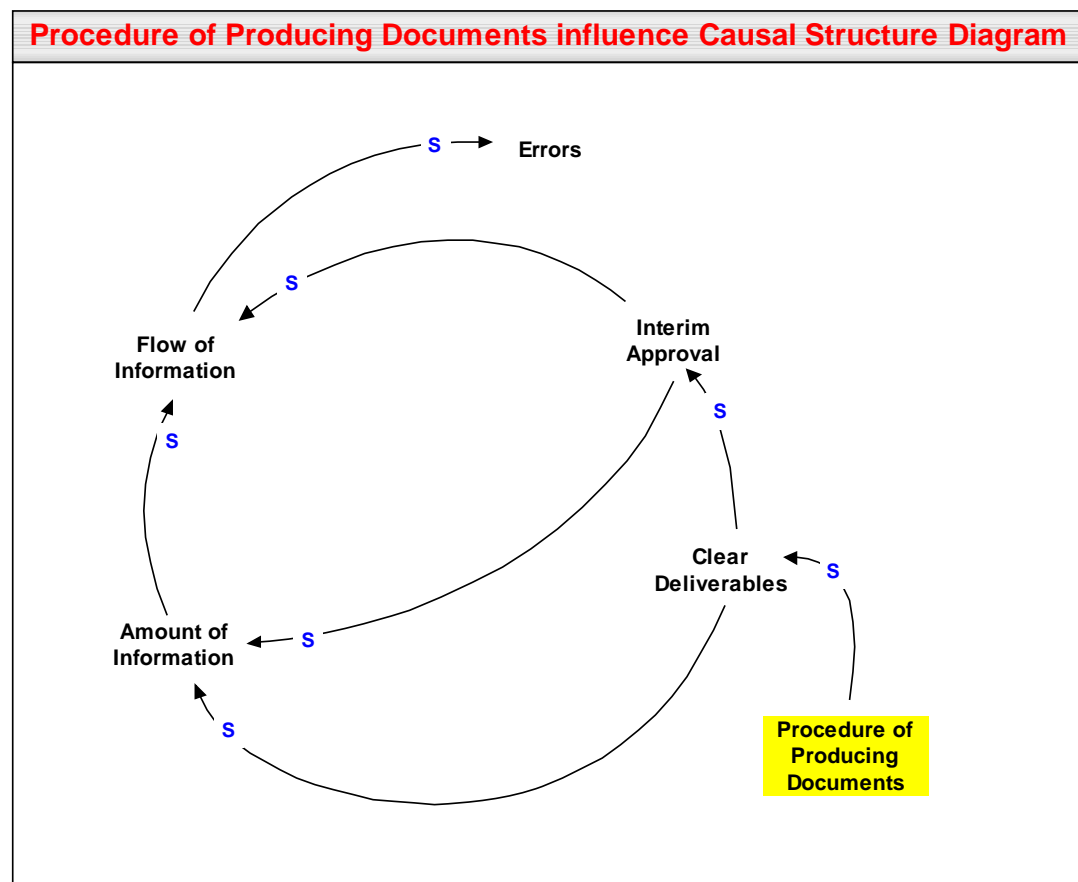 Procedure of Producing Documents influence Causal Structure Diagram
S
Errors
S
Interim
Approval
Flow of
Information
S
S
Clear
Deliverables
S
Amount of
Information
S
S
Procedure of
Producing
Documents